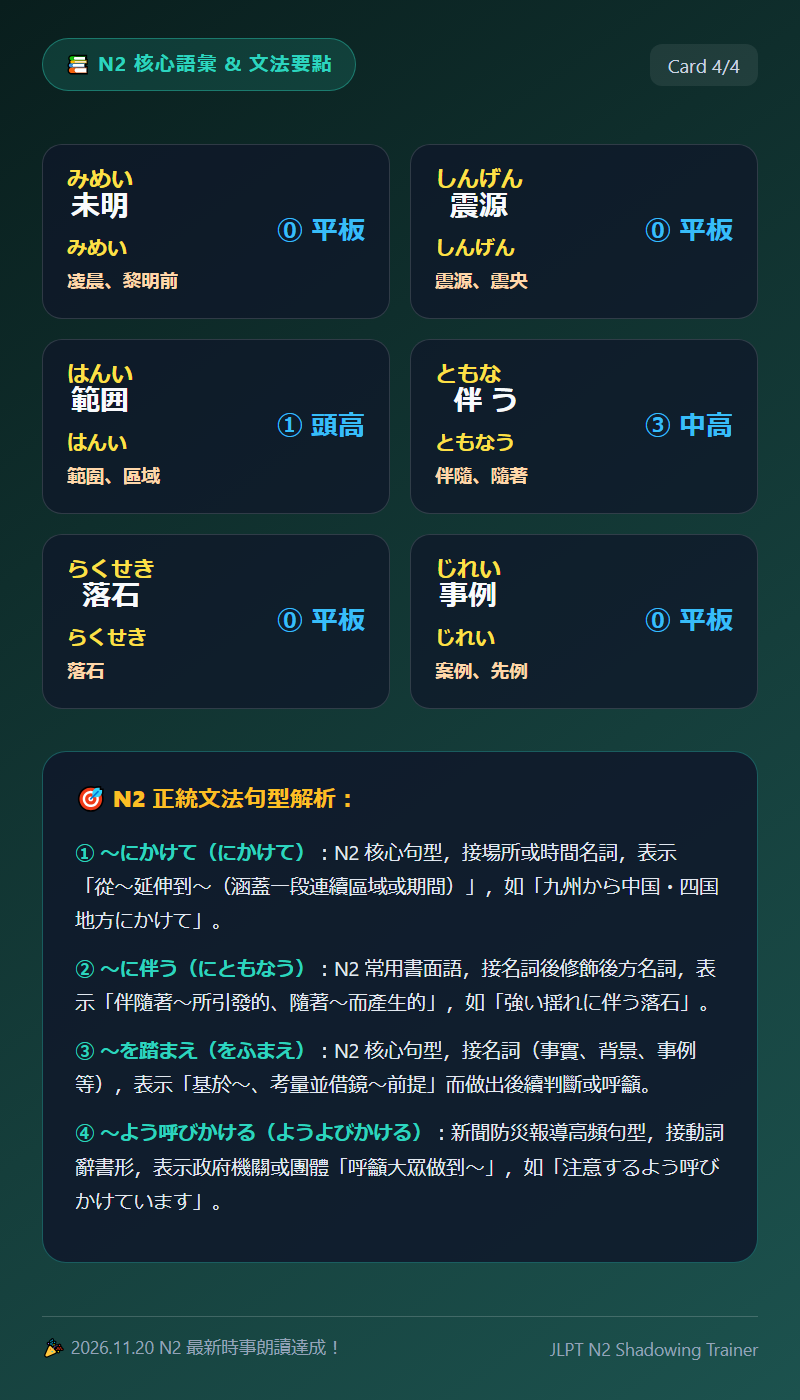 📚 N2 核心語彙 & 文法要點
Card 4/4
みめい
未明
みめい
凌晨、黎明前
⓪ 平板
しんげん
震源
しんげん
震源、震央
⓪ 平板
はんい
範囲
はんい
範圍、區域
① 頭高
ともな
伴 う
ともなう
伴隨、隨著
③ 中高
らくせき
落石
らくせき
落石
⓪ 平板
じれい
事例
じれい
案例、先例
⓪ 平板
🎯 N2 正統文法句型解析：
① ～にかけて（にかけて）：N2 核心句型，接場所或時間名詞，表示
「從～延伸到～（涵蓋一段連續區域或期間）」，如「九州から中国・四国
地方にかけて」。
② ～に伴う（にともなう）：N2 常用書面語，接名詞後修飾後方名詞，表
示「伴隨著～所引發的、隨著～而產生的」，如「強い揺れに伴う落石」。
③ ～を踏まえ（をふまえ）：N2 核心句型，接名詞（事實、背景、事例
等），表示「基於～、考量並借鏡～前提」而做出後續判斷或呼籲。
④ ～よう呼びかける（ようよびかける）：新聞防災報導高頻句型，接動詞
辭書形，表示政府機關或團體「呼籲大眾做到～」，如「注意するよう呼び
かけています」。
🎉 2026.11.20 N2 最新時事朗讀達成！
JLPT N2 Shadowing Trainer